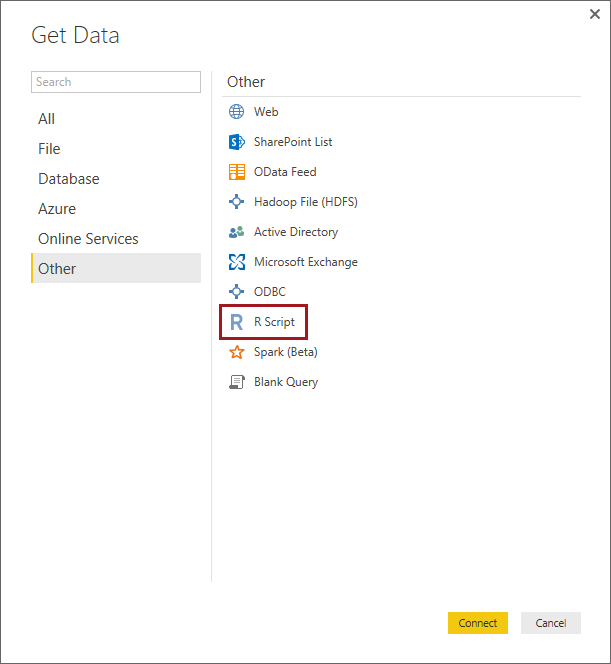 Get Data
Search
All
File
Database
Azure
Online Services
Other
Other
Web
SharePoint List
OData Feed
Hadoop File (HDFS)
Active Directory
Microsoft Exchange
ODBC
R Script
Spark (Beta)
Blank Query
Connect
Cancel